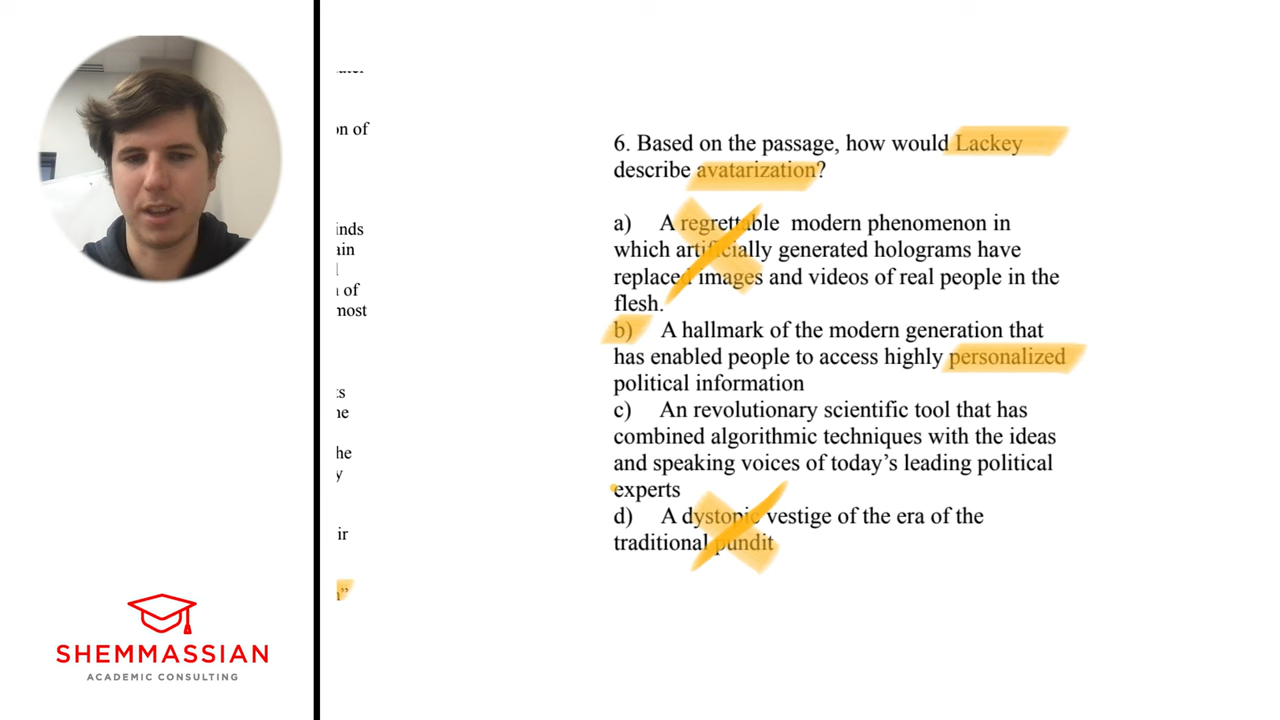 on of
inds
ain
of
most
he
y
ir
6. Based on the passage, how would Lackey
describe avatarization?
a) A regrettable modern phenomenon in
which artificially generated holograms have
replaced images and videos of real people in the
flesh.
b) A hallmark of the modern generation that
has enabled people to access highly personalized
political information
c) An revolutionary scientific tool that has
combined algorithmic techniques with the ideas
and speaking voices of today’s leading political
experts
d) A dystopic vestige of the era of the
traditional pundit
SHEMMASSIAN
ACADEMIC CONSULTING